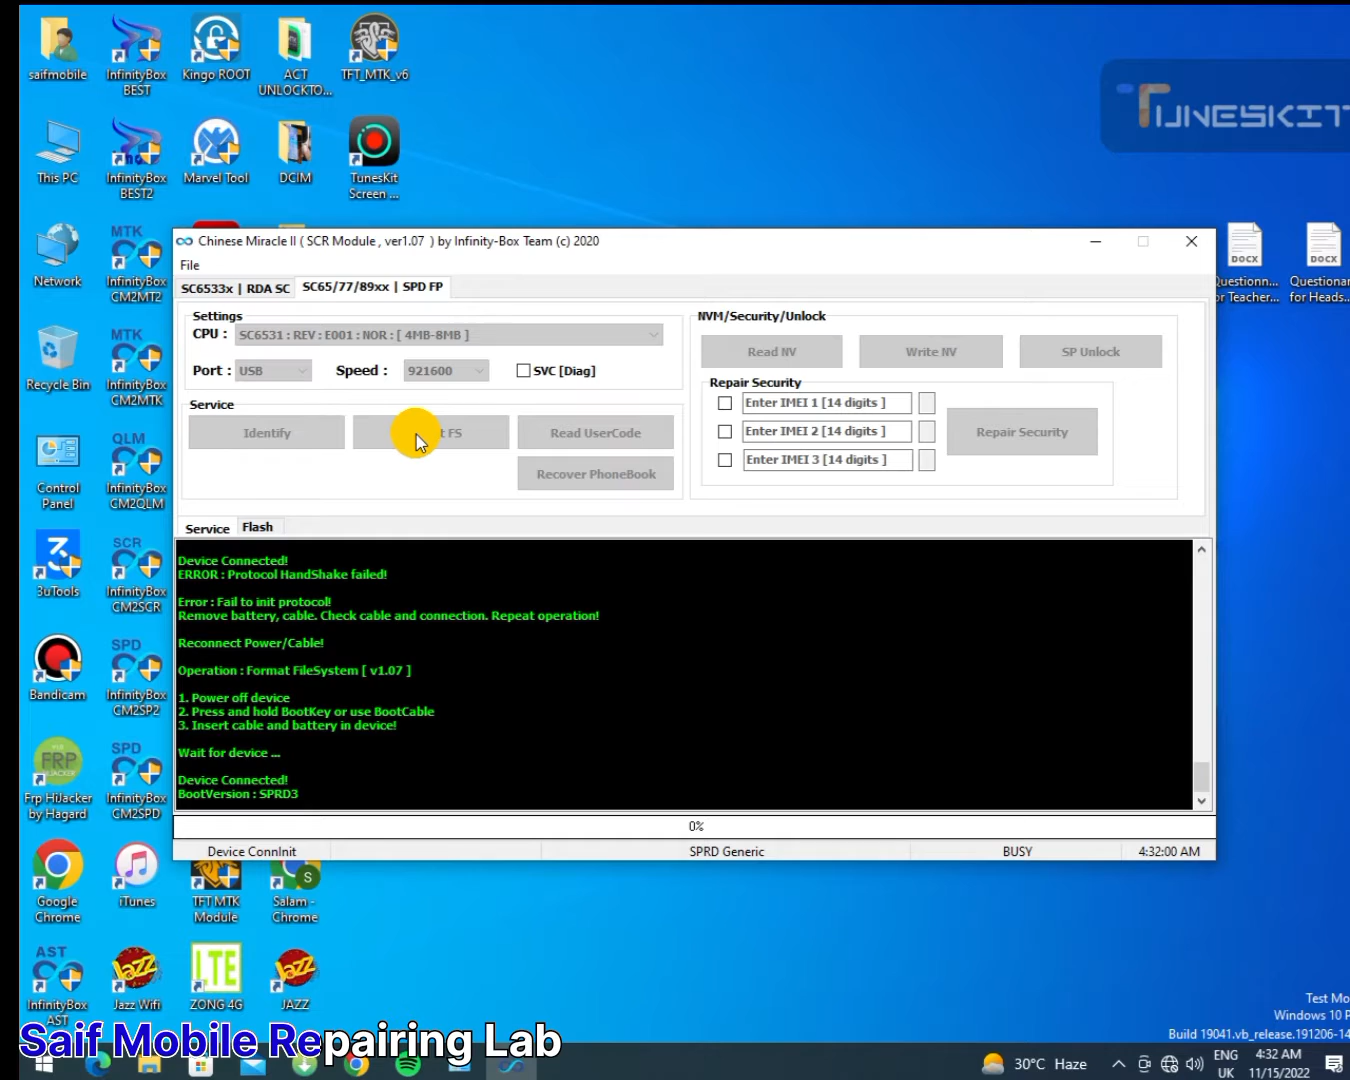 saifmobile
InfinityBox
BEST
Kingo ROOT
ACT
UNLOCKTO...
TFT_MTK_v6
TUNESKIT
This PC
InfinityBox
BEST2
Marvel Tool
DCIM
TunesKit
Screen ...
Network
MTK
InfinityBox
CM2MT2
DOCX
DOCX
Questionn...
or Teacher...
Questionar
for Heads...
Recycle Bin
MTK
InfinityBox
CM2MTK
Control
Panel
QLM
InfinityBox
CM2QLM
3uTools
SCR
InfinityBox
CM2SCR
Bandicam
SPD
InfinityBox
CM2SP2
FRP
HIJACKER
Frp HiJacker
by Hagard
SPD
InfinityBox
CM2SPD
Google
Chrome
iTunes
TFT MTK
Module
S
Salam -
Chrome
AST
InfinityBox
AST
Jazz
Jazz Wifi
LTE
ZONG 4G
Jazz
JAZZ
Chinese Miracle II ( SCR Module , ver1.07 ) by Infinity-Box Team (c) 2020
File
SC6533x | RDA SC
SC65/77/89xx | SPD FP
Settings
CPU :
SC6531 : REV : E001 : NOR : [ 4MB-8MB ]
Port :
USB
Speed :
921600
SVC [Diag]
Service
Identify
t FS
Read UserCode
Recover PhoneBook
NVM/Security/Unlock
Read NV
Write NV
SP Unlock
Repair Security
Enter IMEI 1 [14 digits ]
Enter IMEI 2 [14 digits ]
Enter IMEI 3 [14 digits ]
Repair Security
Service
Flash
Device Connected!
ERROR : Protocol HandShake failed!
Error : Fail to init protocol!
Remove battery, cable. Check cable and connection. Repeat operation!
Reconnect Power/Cable!
Operation : Format FileSystem [ v1.07 ]
1. Power off device
2. Press and hold BootKey or use BootCable
3. Insert cable and battery in device!
Wait for device ...
Device Connected!
BootVersion : SPRD3
0%
Device ConnInit
SPRD Generic
BUSY
4:32:00 AM
Test Mo
Windows 10 P
Build 19041.vb_release.191206-14
Saif Mobile Repairing Lab
30°C Haze
ENG
UK
4:32 AM
11/15/2022